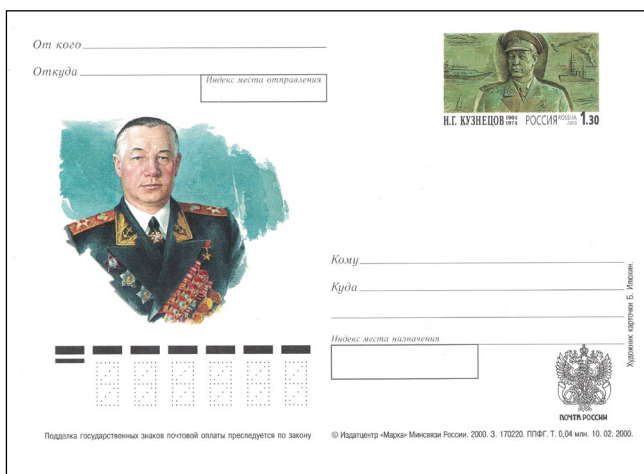 От кого
Откуда
Индекс места отправления
Н.Г. КУЗНЕЦОВ 1904 1974 РОССИЯ ROSSIJA 2000 1.30
Кому
Куда
Индекс места назначения
Художник карточки Б. Илюхин.
ПОЧТА РОССИИ
Подделка государственных знаков почтовой оплаты преследуется по закону
© Издатцентр «Марка» Минсвязи России. 2000. З. 170220. ППФГ. Т. 0,04 млн. 10. 02. 2000.